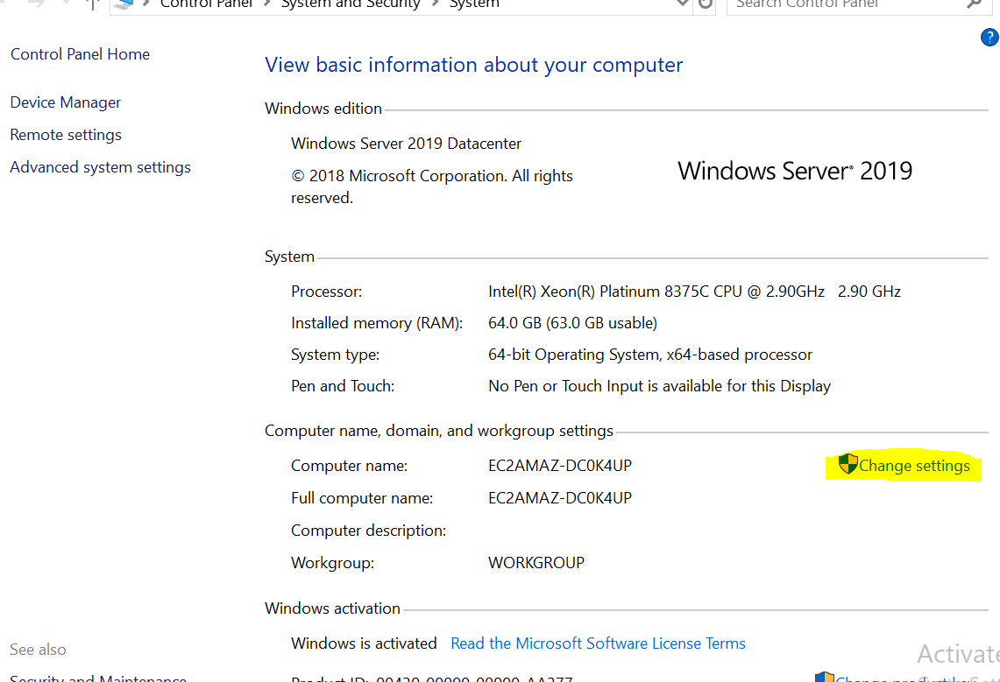 Control Panel > System and Security > System
Search Control Panel
?
Control Panel Home
View basic information about your computer
Device Manager
Windows edition
Remote settings
Windows Server 2019 Datacenter
Advanced system settings
© 2018 Microsoft Corporation. All rights
reserved.
Windows Server® 2019
System
Processor: Intel(R) Xeon(R) Platinum 8375C CPU @ 2.90GHz 2.90 GHz
Installed memory (RAM): 64.0 GB (63.0 GB usable)
System type: 64-bit Operating System, x64-based processor
Pen and Touch: No Pen or Touch Input is available for this Display
Computer name, domain, and workgroup settings
Computer name: EC2AMAZ-DC0K4UP
Change settings
Full computer name: EC2AMAZ-DC0K4UP
Computer description:
Workgroup: WORKGROUP
Windows activation
Windows is activated Read the Microsoft Software License Terms
See also
Activate
Security and Maintenance
Product ID: 00430-00000-00000-AA277